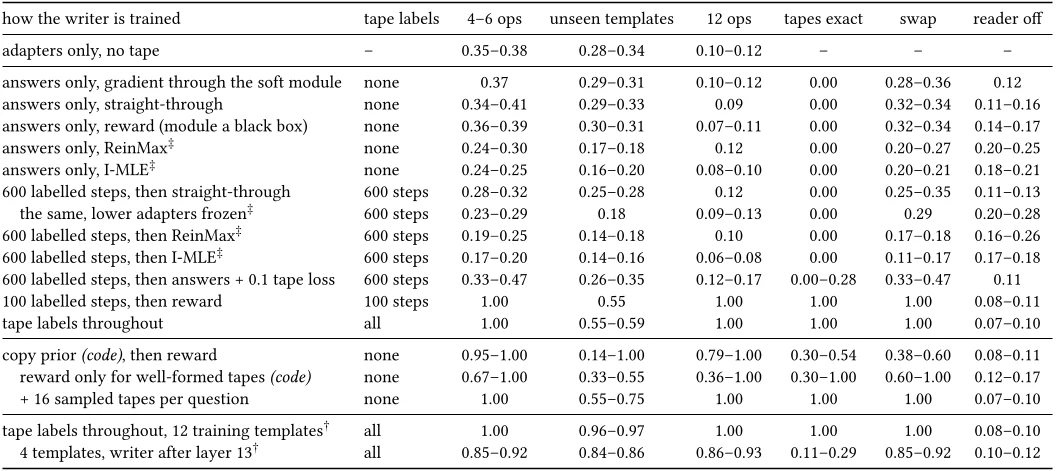 how the writer is trained tape labels 4–6 ops unseen templates 12 ops tapes exact swap reader off
adapters only, no tape – 0.35–0.38 0.28–0.34 0.10–0.12 – – –
answers only, gradient through the soft module none 0.37 0.29–0.31 0.10–0.12 0.00 0.28–0.36 0.12
answers only, straight-through none 0.34–0.41 0.29–0.33 0.09 0.00 0.32–0.34 0.11–0.16
answers only, reward (module a black box) none 0.36–0.39 0.30–0.31 0.07–0.11 0.00 0.32–0.34 0.14–0.17
answers only, ReinMax‡ none 0.24–0.30 0.17–0.18 0.12 0.00 0.20–0.27 0.20–0.25
answers only, I-MLE‡ none 0.24–0.25 0.16–0.20 0.08–0.10 0.00 0.20–0.21 0.18–0.21
600 labelled steps, then straight-through 600 steps 0.28–0.32 0.25–0.28 0.12 0.00 0.25–0.35 0.11–0.13
the same, lower adapters frozen‡ 600 steps 0.23–0.29 0.18 0.09–0.13 0.00 0.29 0.20–0.28
600 labelled steps, then ReinMax‡ 600 steps 0.19–0.25 0.14–0.18 0.10 0.00 0.17–0.18 0.16–0.26
600 labelled steps, then I-MLE‡ 600 steps 0.17–0.20 0.14–0.16 0.06–0.08 0.00 0.11–0.17 0.17–0.18
600 labelled steps, then answers + 0.1 tape loss 600 steps 0.33–0.47 0.26–0.35 0.12–0.17 0.00–0.28 0.33–0.47 0.11
100 labelled steps, then reward 100 steps 1.00 0.55 1.00 1.00 1.00 0.08–0.11
tape labels throughout all 1.00 0.55–0.59 1.00 1.00 1.00 0.07–0.10
copy prior (code), then reward none 0.95–1.00 0.14–1.00 0.79–1.00 0.30–0.54 0.38–0.60 0.08–0.11
reward only for well-formed tapes (code) none 0.67–1.00 0.33–0.55 0.36–1.00 0.30–1.00 0.60–1.00 0.12–0.17
+ 16 sampled tapes per question none 1.00 0.55–0.75 1.00 1.00 1.00 0.07–0.10
tape labels throughout, 12 training templates† all 1.00 0.96–0.97 1.00 1.00 1.00 0.08–0.10
4 templates, writer after layer 13† all 0.85–0.92 0.84–0.86 0.86–0.93 0.11–0.29 0.85–0.92 0.10–0.12